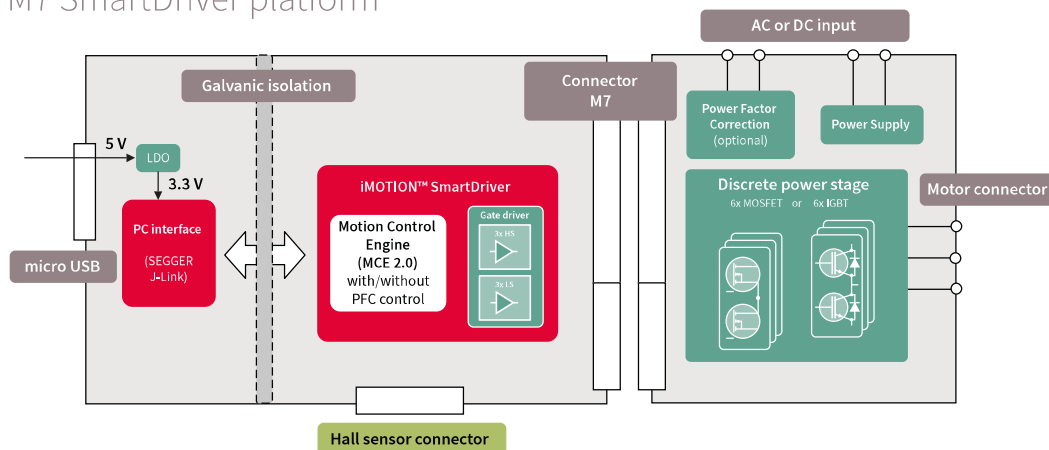 M7 SmartDriver platform
AC or DC input
Galvanic isolation
Connector
M7
Power Factor
Correction
(optional)
Power Supply
5 V
LDO
3.3 V
PC interface
(SEGGER
J-Link)
micro USB
iMOTION™ SmartDriver
Motion Control
Engine
(MCE 2.0)
with/without
PFC control
Gate driver
3x HS
3x LS
Discrete power stage
6x MOSFET or 6x IGBT
Motor connector
Hall sensor connector